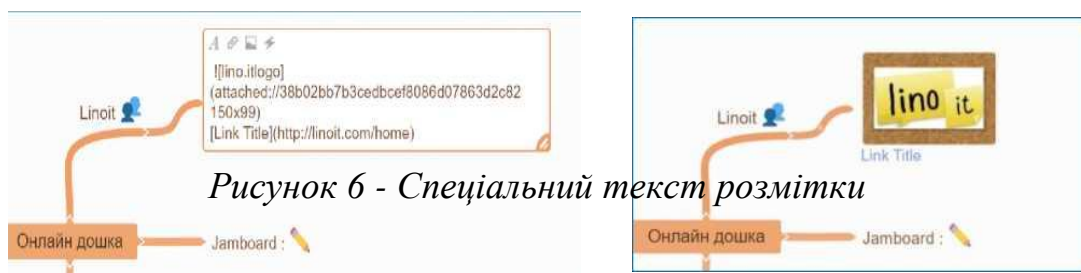 A
![lino.itlogo]
(attached://38b02bb7b3cedbcef8086d07863d2c82
150x99)
[Link Title](http://linoit.com/home)
Linoit
Онлайн дошка
Jamboard :
lino it
Linoit
Link Title
Онлайн дошка
Jamboard :
Рисунок 6 - Спеціальний текст розмітки